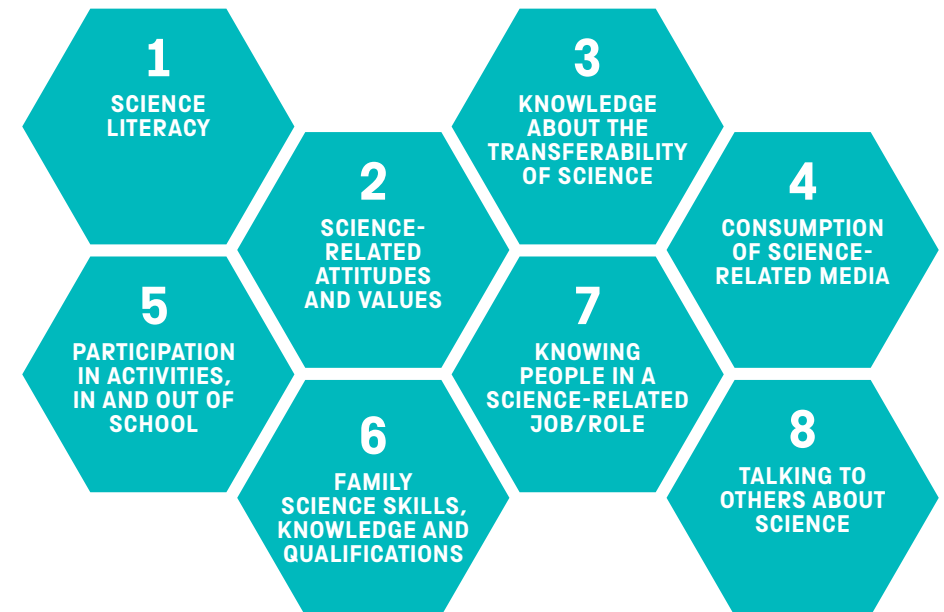 1
SCIENCE
LITERACY
2
SCIENCE-
RELATED
ATTITUDES
AND VALUES
3
KNOWLEDGE
ABOUT THE
TRANSFERABILITY
OF SCIENCE
4
CONSUMPTION
OF SCIENCE-
RELATED MEDIA
5
PARTICIPATION
IN ACTIVITIES,
IN AND OUT OF
SCHOOL
6
FAMILY
SCIENCE SKILLS,
KNOWLEDGE AND
QUALIFICATIONS
7
KNOWING
PEOPLE IN A
SCIENCE-RELATED
JOB/ROLE
8
TALKING TO
OTHERS ABOUT
SCIENCE